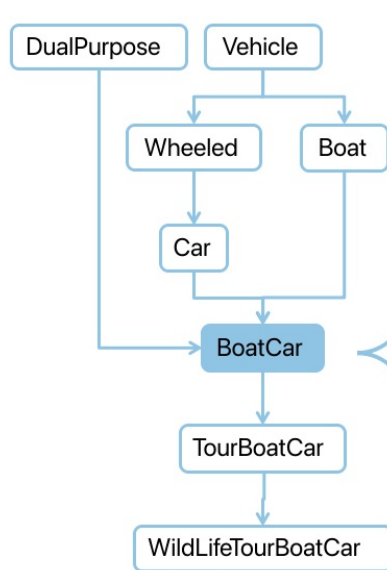 DualPurpose
Vehicle
Wheeled
Boat
Car
BoatCar
TourBoatCar
WildLifeTourBoatCar